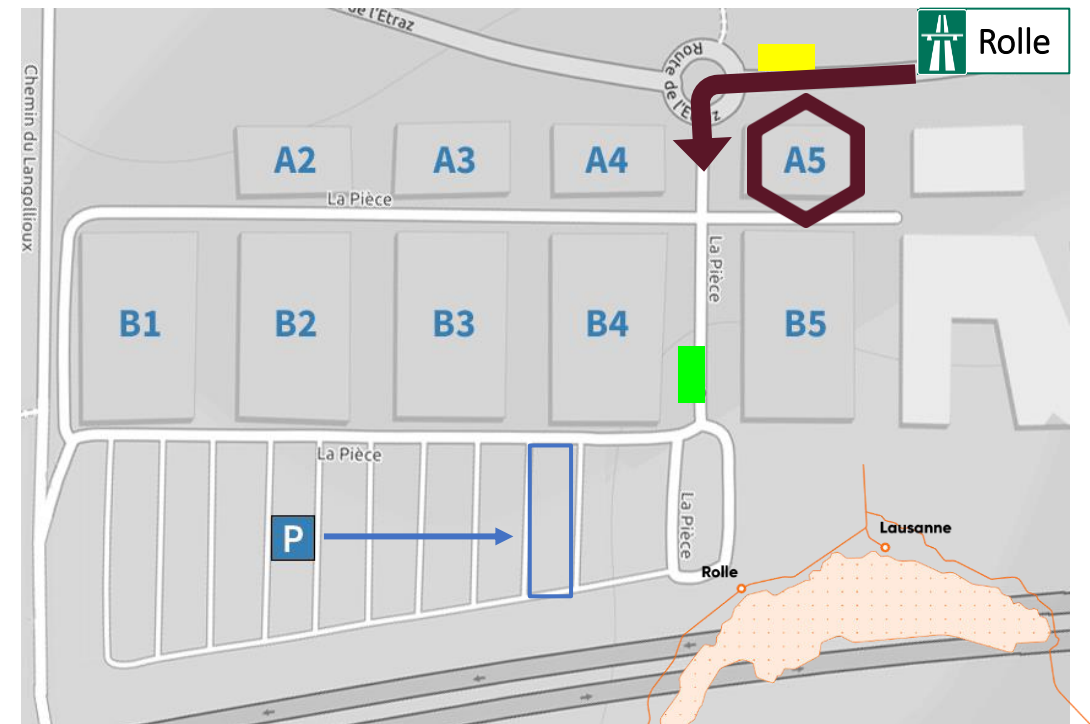 de l'Etraz
Rolle
Route de l'Etraz
Chemin du Langollioux
A2
A3
A4
A5
La Pièce
La Pièce
B1
B2
B3
B4
B5
La Pièce
La Pièce
P
Lausanne
Rolle